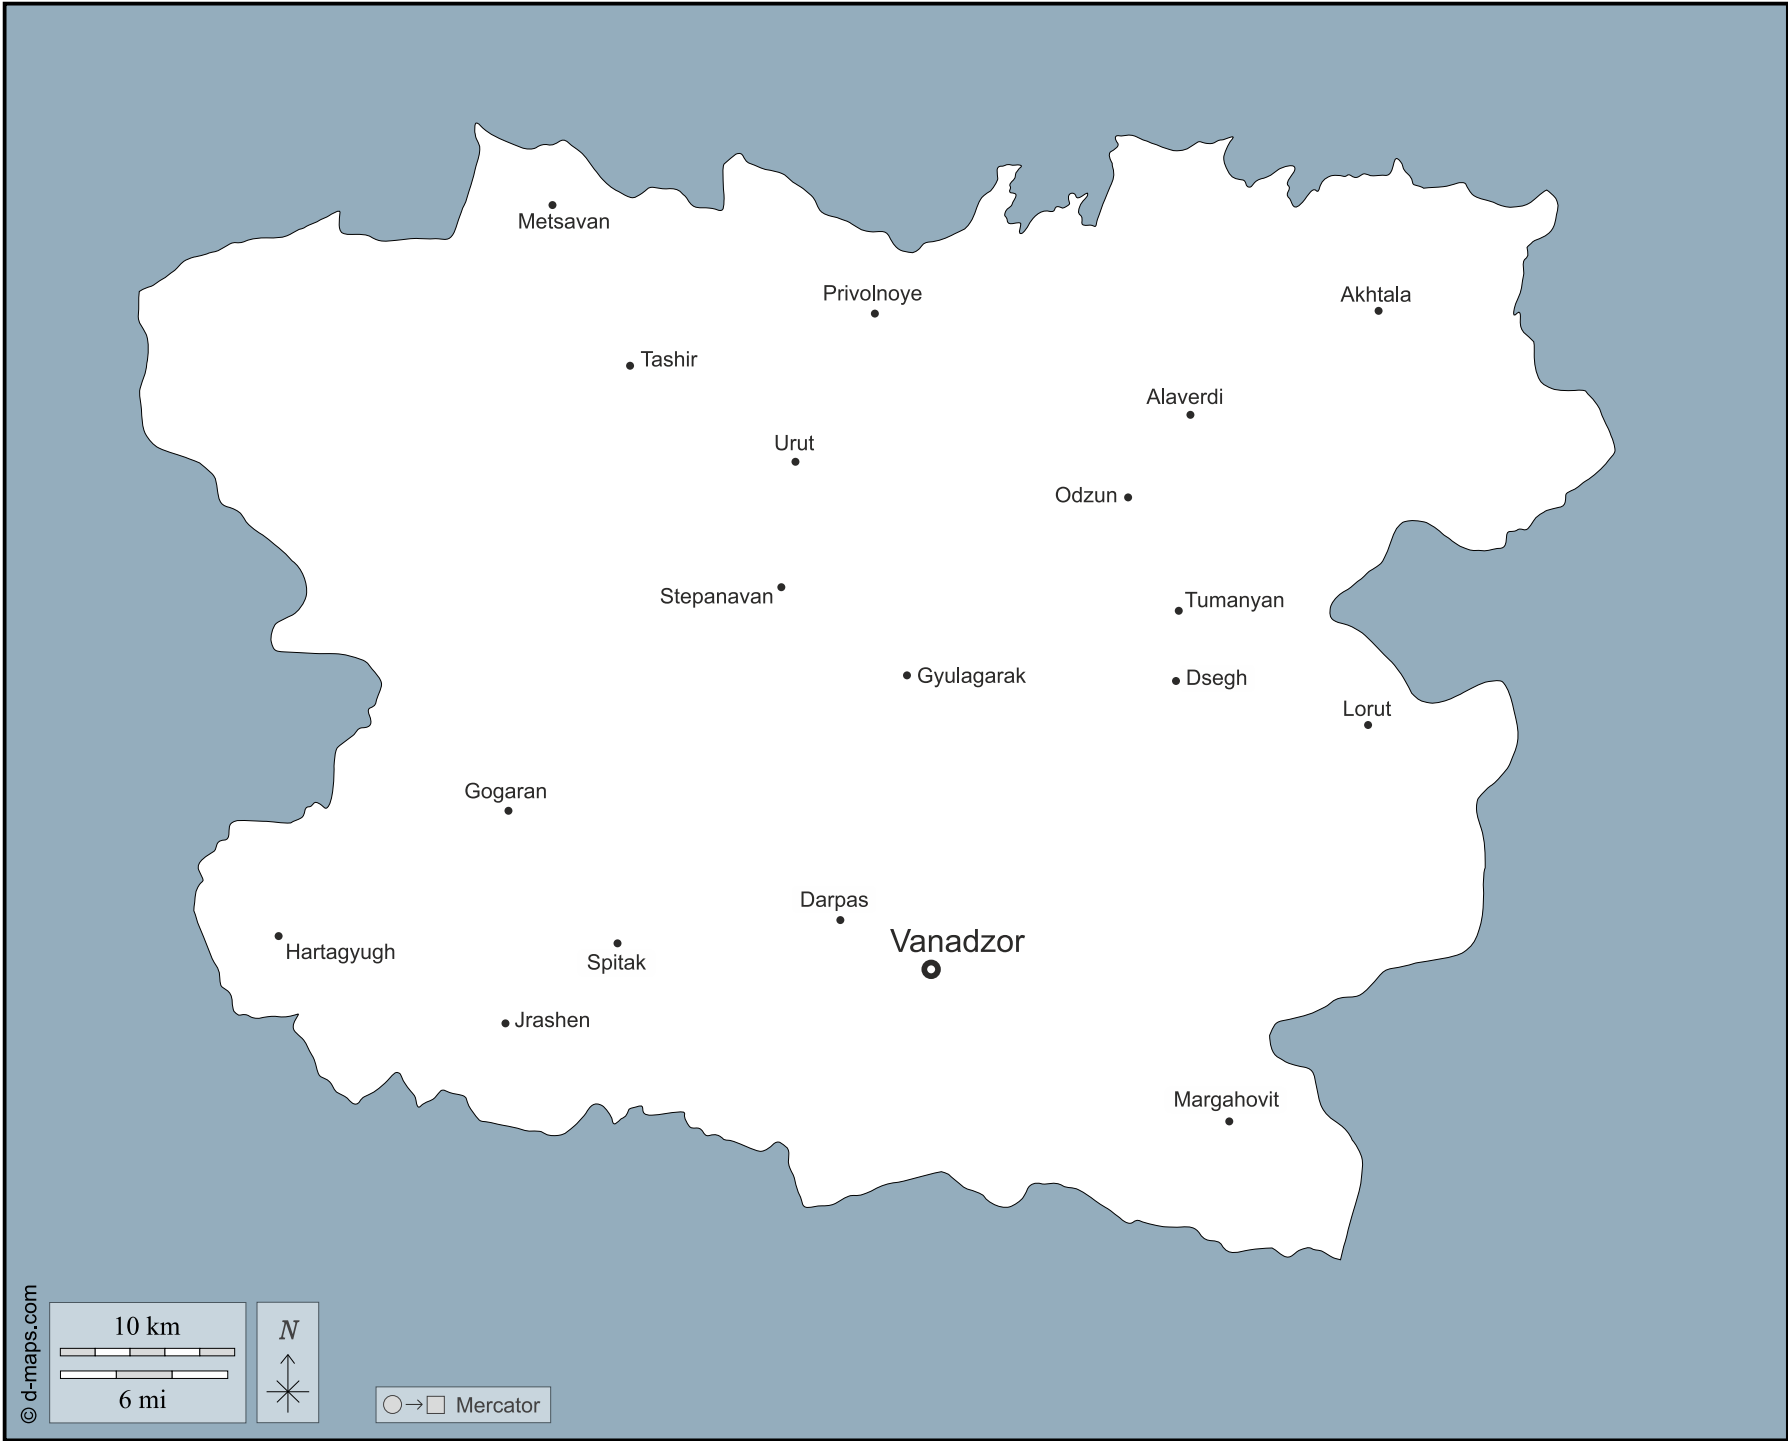 Metsavan
Privolnoye
Akhtala
Tashir
Alaverdi
Urut
Odzun
Stepanavan
Tumanyan
Gyulagarak
Dsegh
Lorut
Gogaran
Darpas
Vanadzor
Hartagyugh
Spitak
Jrashen
Margahovit
© d-maps.com
10 km
6 mi
N
Mercator